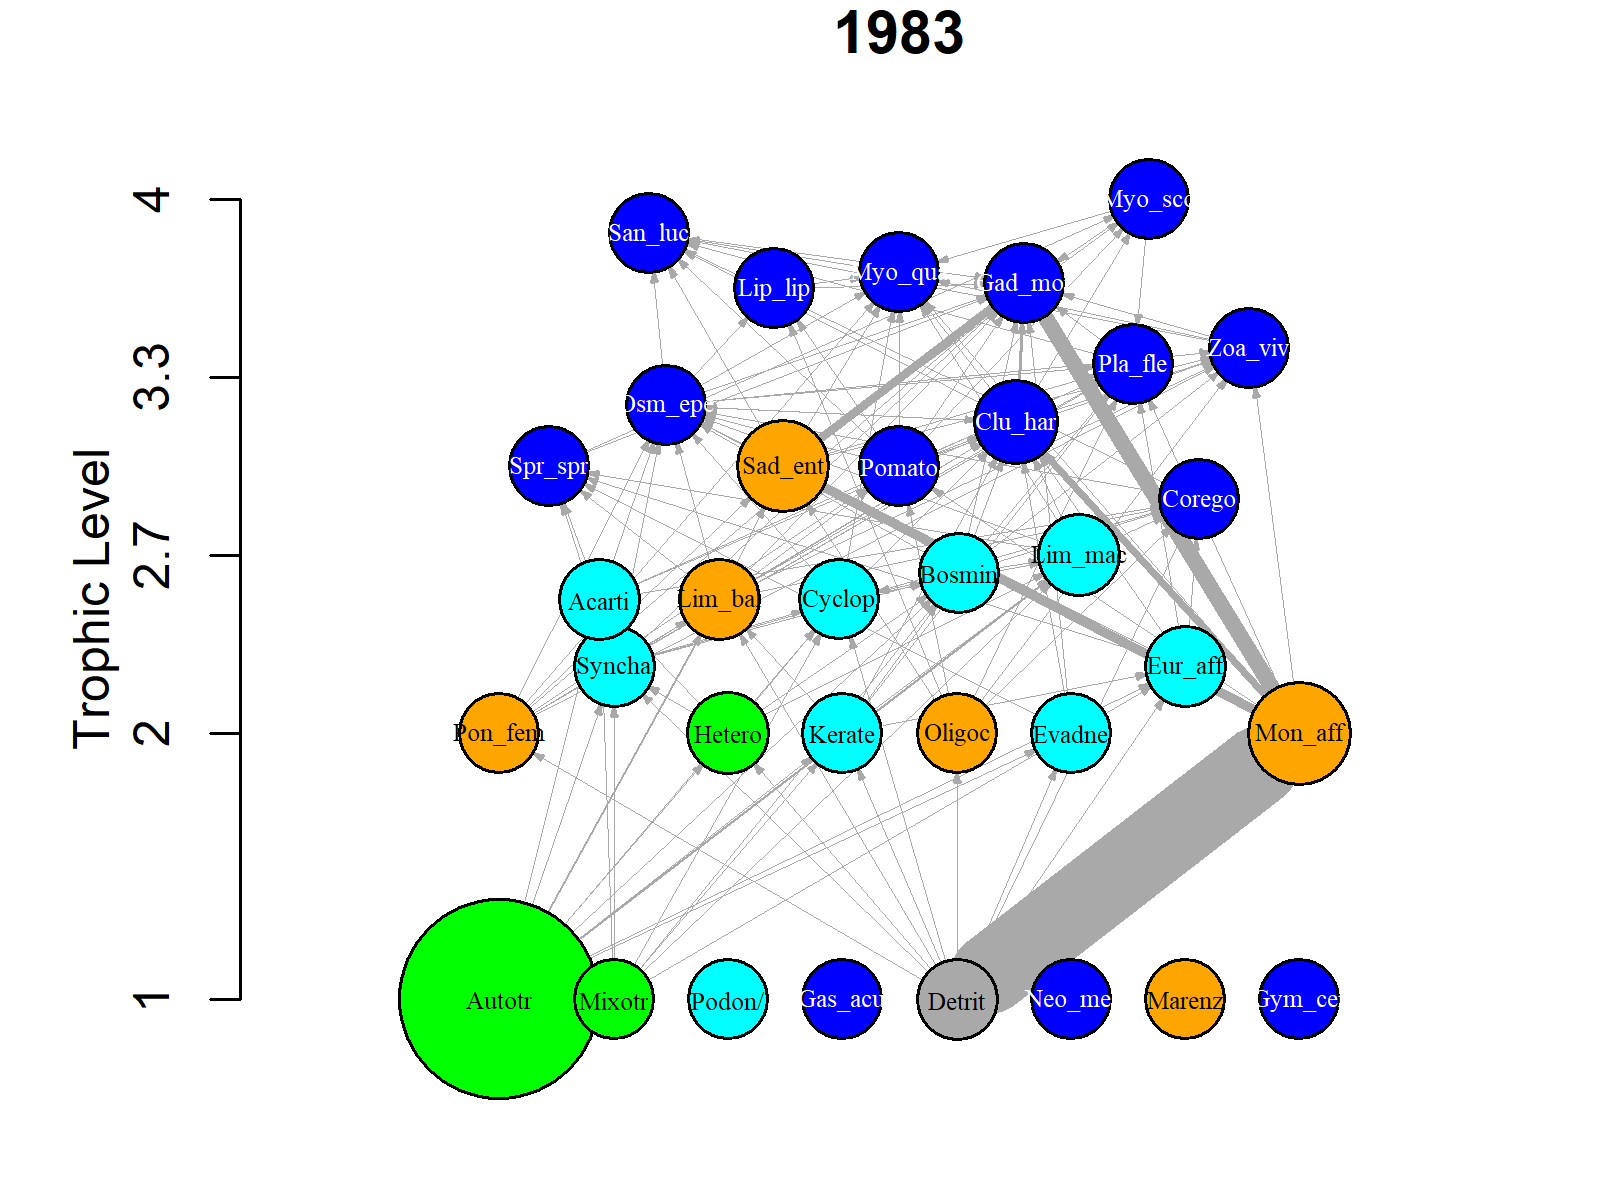 1983
Trophic Level
4
3.3
2.7
2
1
Myo_sco
San_luc
Lip_lip
Myo_qua
Gad_mo
Zoa_viv
Pla_fle
Osm_epe
Clu_har
Spr_spr
Sad_ent
Pomato
Corego
Lim_mac
Bosmin
Acarti
Lim_bal
Cyclop
Syncha
Eur_aff
Pon_fem
Hetero
Kerate
Oligoc
Evadne
Mon_aff
Autotr
Mixotr
Podon/
Gas_acu
Detrit
Neo_me
Marenz
Gym_ce